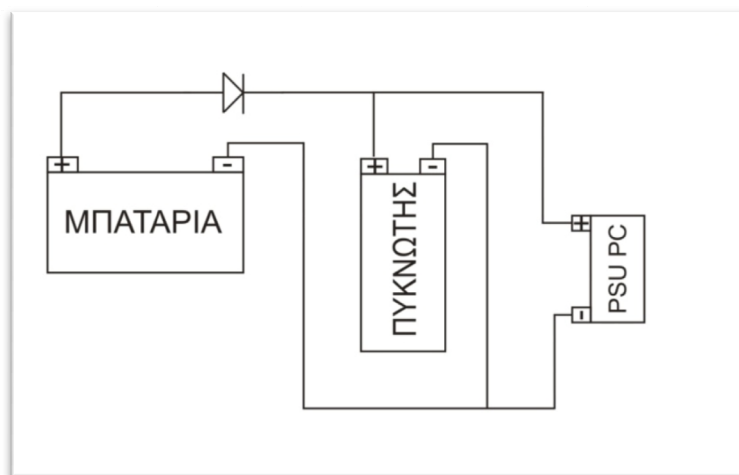 + - ΜΠΑΤΑΡΙΑ
+ - ΠΥΚΝΩΤΗΣ
+ - PSU PC